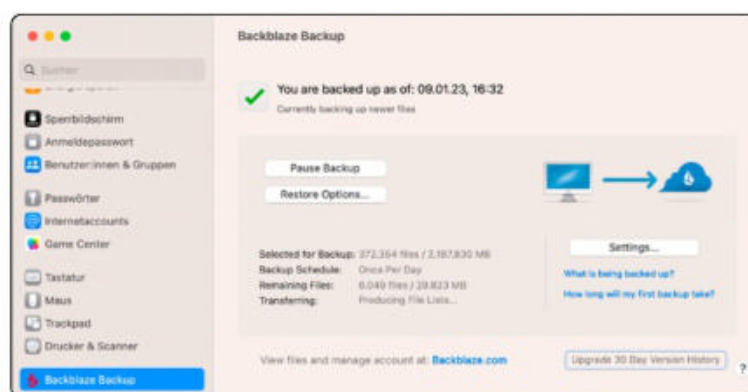 Backblaze Backup
Suchen
Sperrbildschirm
Anmeldepasswort
Benutzer:innen & Gruppen
Passwörter
Internetaccounts
Game Center
Tastatur
Maus
Trackpad
Drucker & Scanner
Backblaze Backup
You are backed up as of: 09.01.23, 16:32
Currently backing up newer files
Pause Backup
Restore Options...
Selected for Backup: 372,354 files / 2,187,830 MB
Backup Schedule: Once Per Day
Remaining Files: 6,049 files / 29,823 MB
Transferring: Producing File Lists...
Settings...
What is being backed up?
How long will my first backup take?
View files and manage account at: Backblaze.com
Upgrade 30 Day Version History
?